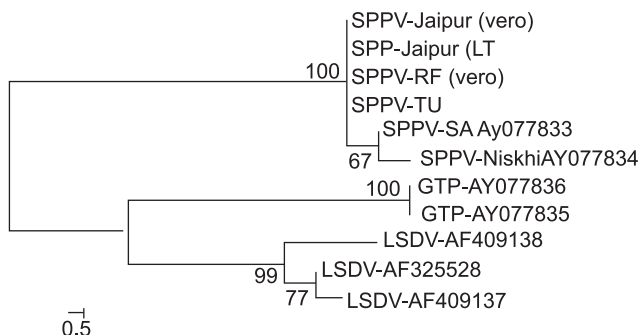 SPPV-Jaipur (vero)
SPP-Jaipur (LT
100
SPPV-RF (vero)
SPPV-TU
SPPV-SA Ay077833
67
SPPV-NiskhiAY077834
100
GTP-AY077836
GTP-AY077835
LSDV-AF409138
99
LSDV-AF325528
77
LSDV-AF409137
0.5